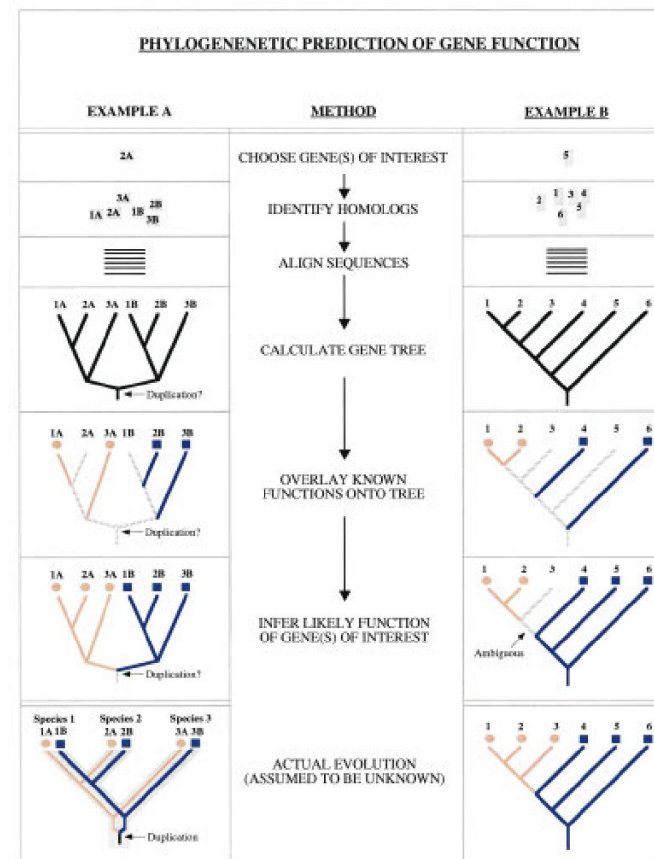 PHYLOGENENETIC PREDICTION OF GENE FUNCTION
EXAMPLE A METHOD EXAMPLE B
2A CHOOSE GENE(S) OF INTEREST 5
3A
1A 2A 1B 2B
3B
IDENTIFY HOMOLOGS
1 3 4
2 5
6
ALIGN SEQUENCES
1A 2A 3A 1B 2B 3B
Duplication?
CALCULATE GENE TREE
1 2 3 4 5 6
1A 2A 3A 1B 2B 3B
Duplication?
OVERLAY KNOWN
FUNCTIONS ONTO TREE
1 2 3 4 5 6
1A 2A 3A 1B 2B 3B
Duplication?
INFER LIKELY FUNCTION
OF GENE(S) OF INTEREST
1 2 3 4 5 6
Ambiguous
Species 1 Species 2 Species 3
1A 1B 2A 2B 3A 3B
Duplication
ACTUAL EVOLUTION
(ASSUMED TO BE UNKNOWN)
1 2 3 4 5 6